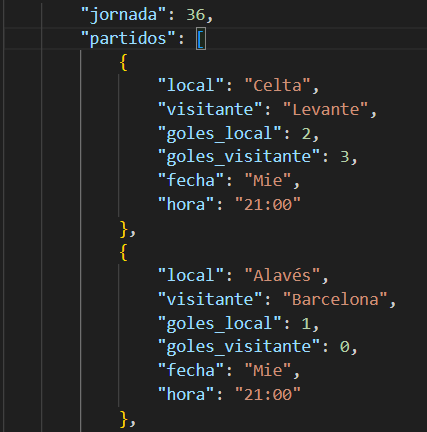 "jornada": 36,
"partidos": [
{
"local": "Celta",
"visitante": "Levante",
"goles_local": 2,
"goles_visitante": 3,
"fecha": "Mie",
"hora": "21:00"
},
{
"local": "Alavés",
"visitante": "Barcelona",
"goles_local": 1,
"goles_visitante": 0,
"fecha": "Mie",
"hora": "21:00"
},